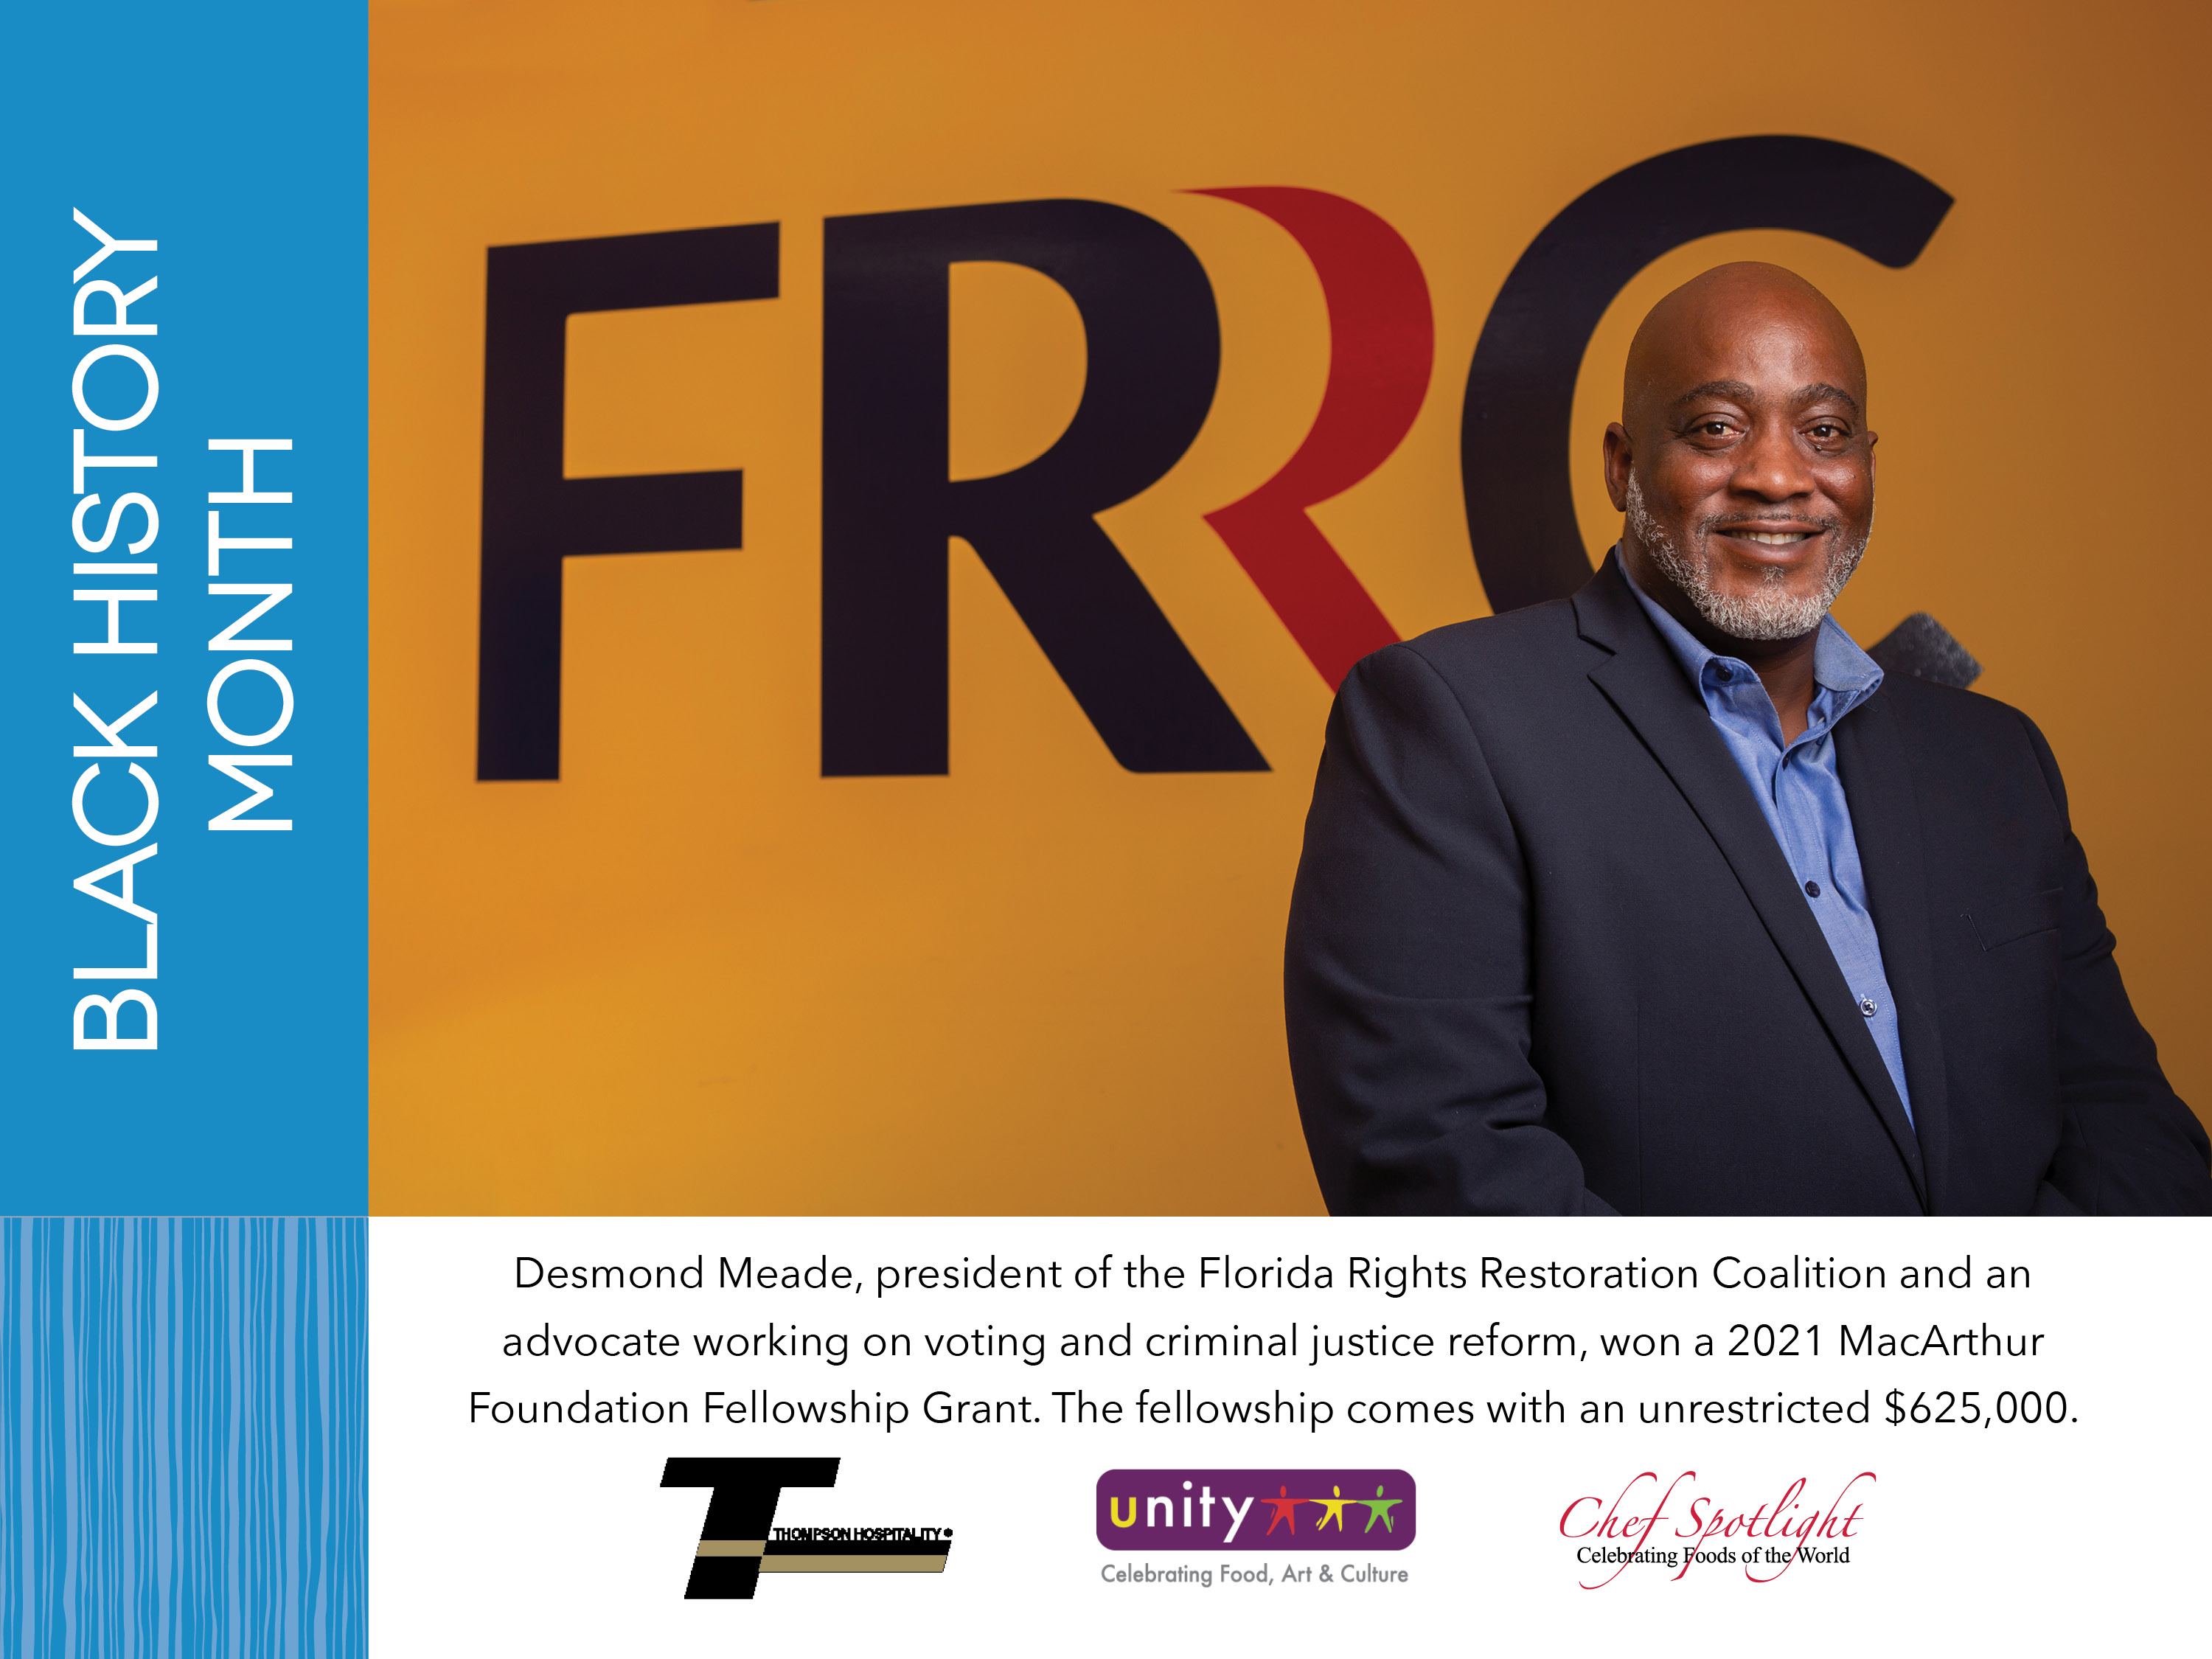 BLACK HISTORY
MONTH
FRRC
Desmond Meade, president of the Florida Rights Restoration Coalition and an
advocate working on voting and criminal justice reform, won a 2021 MacArthur
Foundation Fellowship Grant. The fellowship comes with an unrestricted $625,000.
T
THOMPSON HOSPITALITY
unity
Celebrating Food, Art & Culture
Chef Spotlight
Celebrating Foods of the World